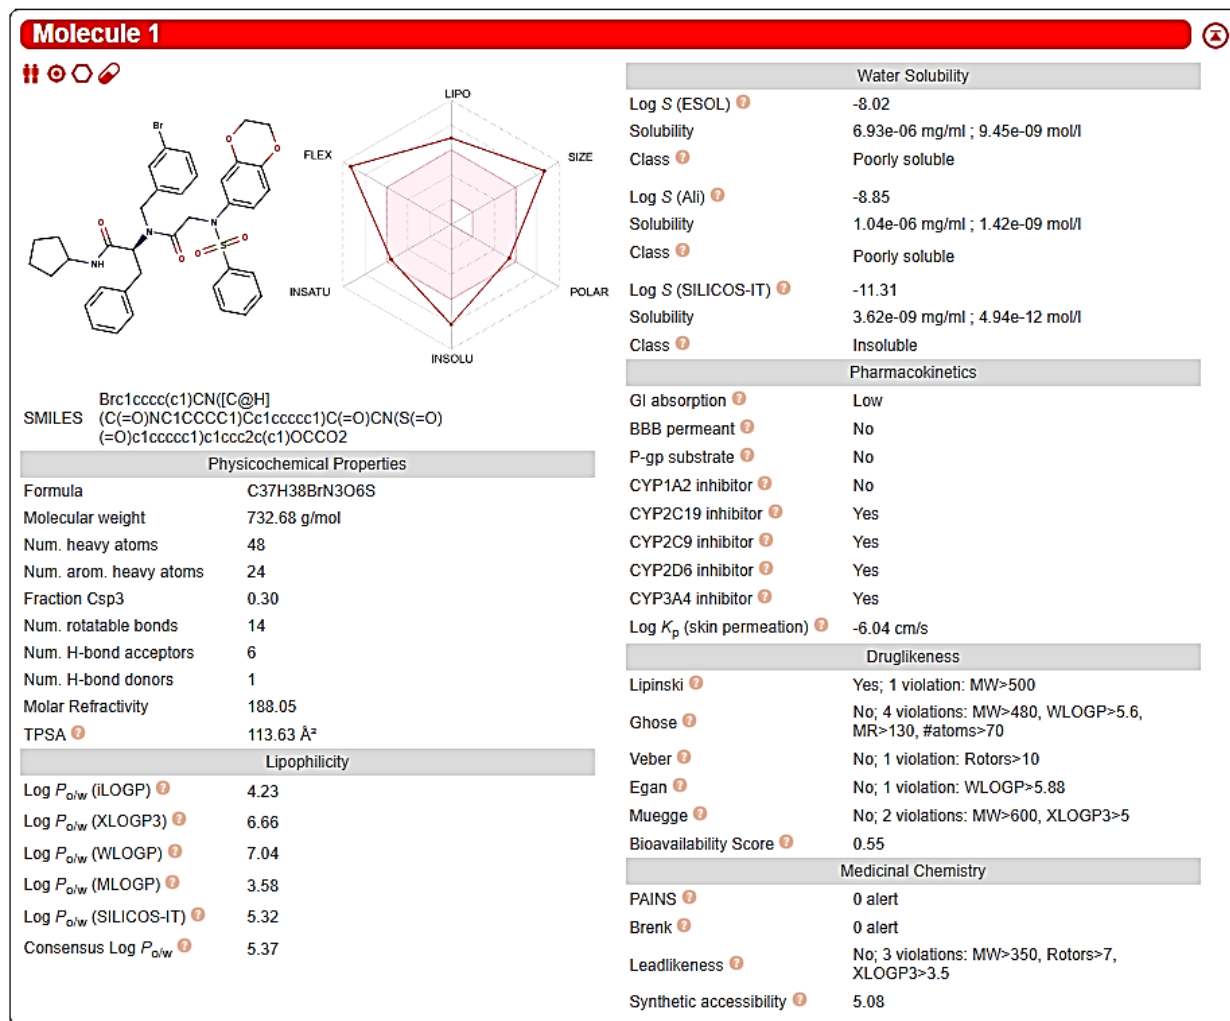 Molecule 1
LIPO
FLEX
SIZE
INSATU
POLAR
INSOLU
Br
O
O
N
N
O
NH
O
O
S
O
SMILES
Brc1cccc(c1)CN([C@H]
(C(=O)NC1CCCC1)Cc1ccccc1)C(=O)CN(S(=O)
(=O)c1ccccc1)c1ccc2c(c1)OCCO2
Physicochemical Properties
Formula C37H38BrN3O6S
Molecular weight 732.68 g/mol
Num. heavy atoms 48
Num. arom. heavy atoms 24
Fraction Csp3 0.30
Num. rotatable bonds 14
Num. H-bond acceptors 6
Num. H-bond donors 1
Molar Refractivity 188.05
TPSA ? 113.63 Å²
Lipophilicity
Log Po/w (iLOGP) ? 4.23
Log Po/w (XLOGP3) ? 6.66
Log Po/w (WLOGP) ? 7.04
Log Po/w (MLOGP) ? 3.58
Log Po/w (SILICOS-IT) ? 5.32
Consensus Log Po/w ? 5.37
Water Solubility
Log S (ESOL) ? -8.02
Solubility 6.93e-06 mg/ml ; 9.45e-09 mol/l
Class ? Poorly soluble
Log S (Ali) ? -8.85
Solubility 1.04e-06 mg/ml ; 1.42e-09 mol/l
Class ? Poorly soluble
Log S (SILICOS-IT) ? -11.31
Solubility 3.62e-09 mg/ml ; 4.94e-12 mol/l
Class ? Insoluble
Pharmacokinetics
GI absorption ? Low
BBB permeant ? No
P-gp substrate ? No
CYP1A2 inhibitor ? No
CYP2C19 inhibitor ? Yes
CYP2C9 inhibitor ? Yes
CYP2D6 inhibitor ? Yes
CYP3A4 inhibitor ? Yes
Log Kp (skin permeation) ? -6.04 cm/s
Druglikeness
Lipinski ? Yes; 1 violation: MW>500
Ghose ? No; 4 violations: MW>480, WLOGP>5.6,
MR>130, #atoms>70
Veber ? No; 1 violation: Rotors>10
Egan ? No; 1 violation: WLOGP>5.88
Muegge ? No; 2 violations: MW>600, XLOGP3>5
Bioavailability Score ? 0.55
Medicinal Chemistry
PAINS ? 0 alert
Brenk ? 0 alert
Leadlikeness ? No; 3 violations: MW>350, Rotors>7,
XLOGP3>3.5
Synthetic accessibility ? 5.08